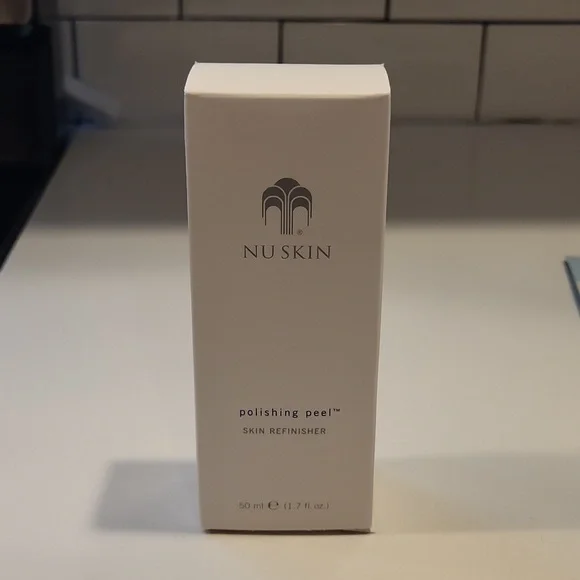 ®
NU SKIN
polishing peel™
SKIN REFINISHER
50 ml ℮ (1.7 fl. oz.)